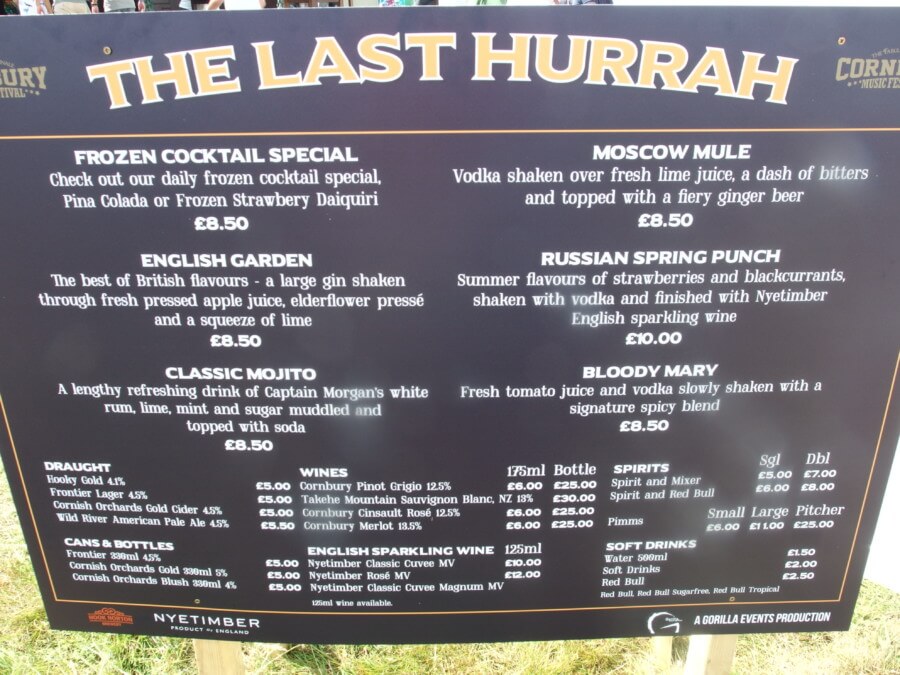 THE LAST HURRAH
BURY
TIVAL
CORN
MUSIC FES
FROZEN COCKTAIL SPECIAL
Check out our daily frozen cocktail special,
Pina Colada or Frozen Strawbery Daiquiri
£8.50
ENGLISH GARDEN
The best of British flavours - a large gin shaken
through fresh pressed apple juice, elderflower pressé
and a squeeze of lime
£8.50
CLASSIC MOJITO
A lengthy refreshing drink of Captain Morgan's white
rum, lime, mint and sugar muddled and
topped with soda
£8.50
MOSCOW MULE
Vodka shaken over fresh lime juice, a dash of bitters
and topped with a fiery ginger beer
£8.50
RUSSIAN SPRING PUNCH
Summer flavours of strawberries and blackcurrants,
shaken with vodka and finished with Nyetimber
English sparkling wine
£10.00
BLOODY MARY
Fresh tomato juice and vodka slowly shaken with a
signature spicy blend
£8.50
DRAUGHT
Hooky Gold 4.1% £5.00
Frontier Lager 4.5% £5.00
Cornish Orchards Gold Cider 4.5% £5.00
Wild River American Pale Ale 4.5% £5.50
CANS & BOTTLES
Frontier 330ml 4.5% £5.00
Cornish Orchards Gold 330ml 5% £5.00
Cornish Orchards Blush 330ml 4% £5.00
WINES 175ml Bottle
Cornbury Pinot Grigio 12.5% £6.00 £25.00
Takehe Mountain Sauvignon Blanc, NZ 13% £30.00
Cornbury Cinsault Rosé 12.5% £6.00 £25.00
Cornbury Merlot 13.5% £6.00 £25.00
ENGLISH SPARKLING WINE 125ml
Nyetimber Classic Cuvee MV £10.00
Nyetimber Rosé MV £12.00
Nyetimber Classic Cuvee Magnum MV
125ml wine available.
SPIRITS Sgl Dbl
Spirit and Mixer £5.00 £7.00
Spirit and Red Bull £6.00 £8.00
Small Large Pitcher
Pimms £6.00 £11.00 £25.00
SOFT DRINKS
Water 500ml £1.50
Soft Drinks £2.00
Red Bull £2.50
Red Bull, Red Bull Sugarfree, Red Bull Tropical
HOOK NORTON
NYETIMBER
PRODUCT OF ENGLAND
A GORILLA EVENTS PRODUCTION